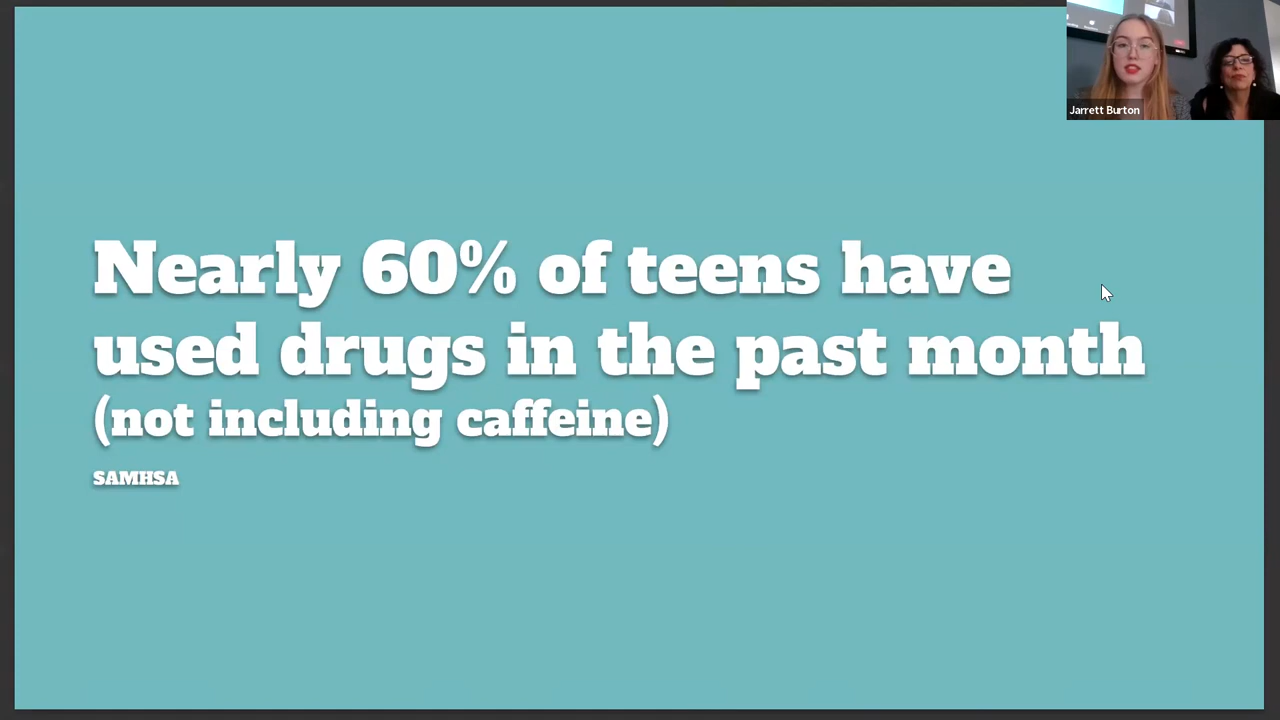 Jarrett Burton
Nearly 60% of teens have
used drugs in the past month
(not including caffeine)
SAMHSA